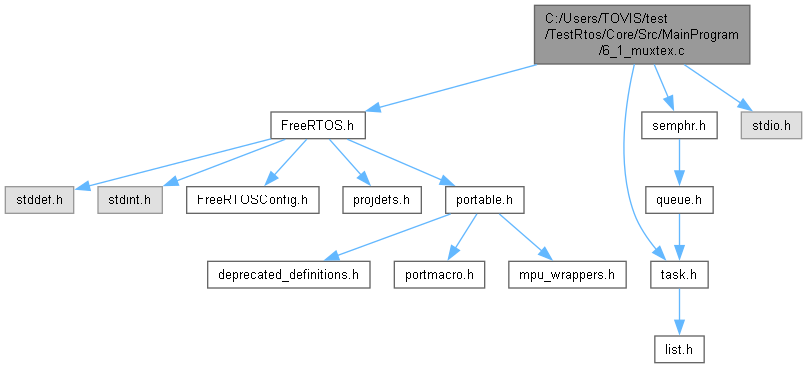 C:/Users/TOVIS/test
/TestRtos/Core/Src/MainProgram
/6_1_muxtex.c
FreeRTOS.h
semphr.h
stdio.h
stddef.h
stdint.h
FreeRTOSConfig.h
projdefs.h
portable.h
queue.h
deprecated_definitions.h
portmacro.h
mpu_wrappers.h
task.h
list.h